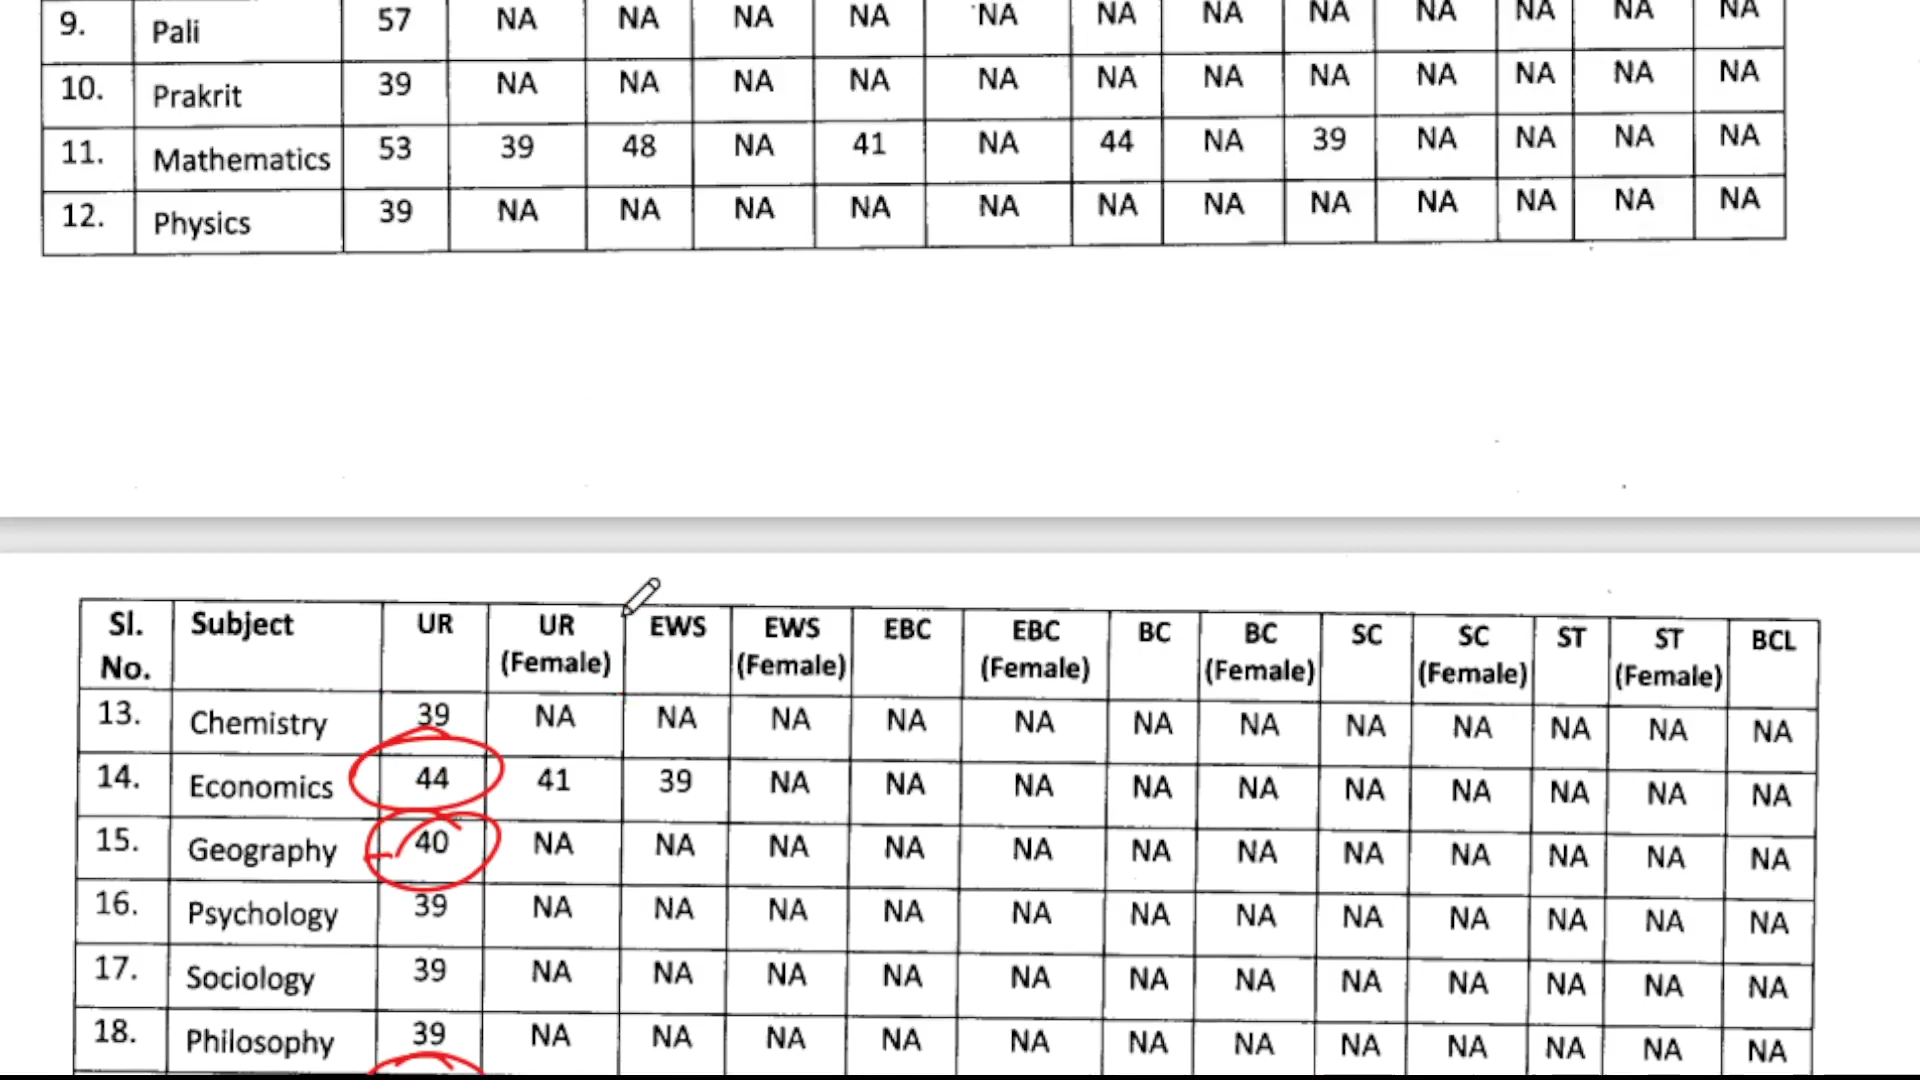 9. Pali 57 NA NA NA NA NA NA NA NA NA NA NA NA
10. Prakrit 39 NA NA NA NA NA NA NA NA NA NA NA NA
11. Mathematics 53 39 48 NA 41 NA 44 NA 39 NA NA NA NA
12. Physics 39 NA NA NA NA NA NA NA NA NA NA NA NA
Sl. No. Subject UR UR (Female) EWS EWS (Female) EBC EBC (Female) BC BC (Female) SC SC (Female) ST ST (Female) BCL
13. Chemistry 39 NA NA NA NA NA NA NA NA NA NA NA NA
14. Economics 44 41 39 NA NA NA NA NA NA NA NA NA NA
15. Geography 40 NA NA NA NA NA NA NA NA NA NA NA NA
16. Psychology 39 NA NA NA NA NA NA NA NA NA NA NA NA
17. Sociology 39 NA NA NA NA NA NA NA NA NA NA NA NA
18. Philosophy 39 NA NA NA NA NA NA NA NA NA NA NA NA